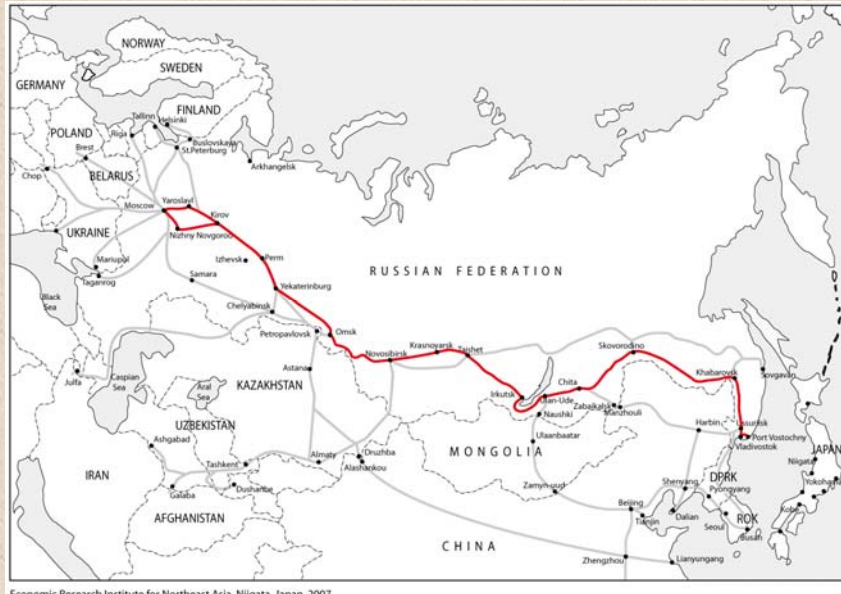 NORWAY
SWEDEN
FINLAND
GERMANY
Tallinn
Helsinki
Buslovskaya
POLAND
Riga
St.Peterburg
Brest
Arkhangelsk
Chop
BELARUS
Yaroslavl
Moscow
Kirov
UKRAINE
Nizhny Novgorod
Mariupul
Izhevsk
Perm
RUSSIAN FEDERATION
Taganrog
Samara
Yekaterinburg
Black
Sea
Chelyabinsk
Petropavlovsk
Omsk
Krasnoyarsk
Taishet
Skovorodino
Novosibirsk
Julfa
Caspian
Sea
Astana
Khabarovsk
Sovgavan
Aral
Sea
KAZAKHSTAN
Irkutsk
Chita
Ulan-Ude
Zabaikalsk
Naushki
Manzhouli
UZBEKISTAN
Ussuriisk
Harbin
Port Vostochny
Vladivostok
Ashgabad
Ulaanbaatar
Druzhba
MONGOLIA
JAPAN
IRAN
Tashkent
Almaty
Alashankou
DPRK
Niigata
Galaba
Dushanbe
Zamyn-uud
Shenyang
Pyongyang
Yokohama
Beijing
AFGHANISTAN
Tianjin
Dalian
Seoul
ROK
Kobe
Busan
CHINA
Zhengzhou
Lianyungang
Economic Research Institute for Northeast Asia, Niigata, Japan, 2007